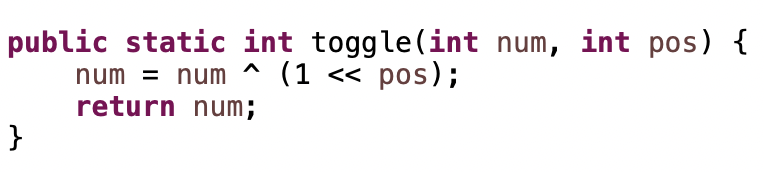 public static int toggle(int num, int pos) {
    num = num ^ (1 << pos);
    return num;
}